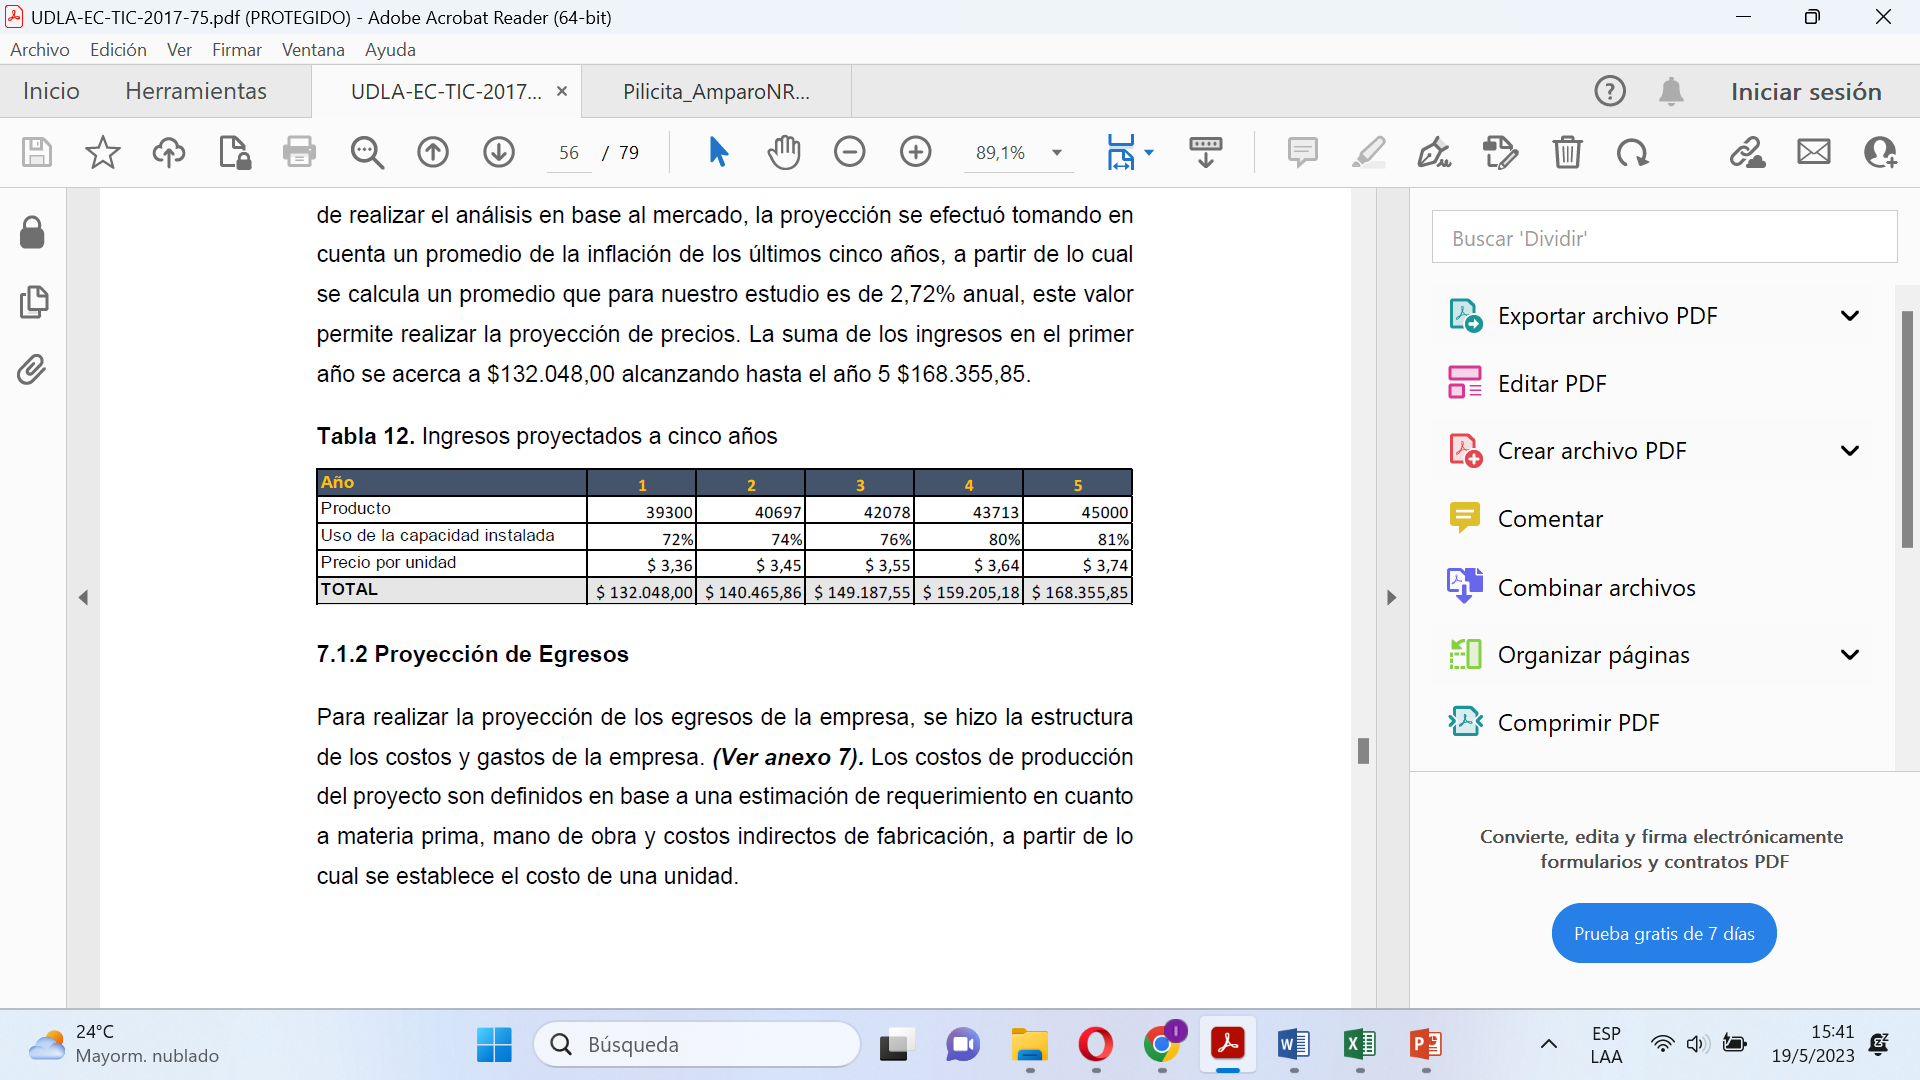 UDLA-EC-TIC-2017-75.pdf (PROTEGIDO) - Adobe Acrobat Reader (64-bit)
Archivo Edición Ver Firmar Ventana Ayuda
Inicio Herramientas UDLA-EC-TIC-2017... Pilicita_AmparoNR... Iniciar sesión
56 / 79 89,1%
de realizar el análisis en base al mercado, la proyección se efectuó tomando en
cuenta un promedio de la inflación de los últimos cinco años, a partir de lo cual
se calcula un promedio que para nuestro estudio es de 2,72% anual, este valor
permite realizar la proyección de precios. La suma de los ingresos en el primer
año se acerca a $132.048,00 alcanzando hasta el año 5 $168.355,85.
Tabla 12. Ingresos proyectados a cinco años
Año 1 2 3 4 5
Producto 39300 40697 42078 43713 45000
Uso de la capacidad instalada 72% 74% 76% 80% 81%
Precio por unidad $ 3,36 $ 3,45 $ 3,55 $ 3,64 $ 3,74
TOTAL $ 132.048,00 $ 140.465,86 $ 149.187,55 $ 159.205,18 $ 168.355,85
7.1.2 Proyección de Egresos
Para realizar la proyección de los egresos de la empresa, se hizo la estructura
de los costos y gastos de la empresa. (Ver anexo 7). Los costos de producción
del proyecto son definidos en base a una estimación de requerimiento en cuanto
a materia prima, mano de obra y costos indirectos de fabricación, a partir de lo
cual se establece el costo de una unidad.
Buscar 'Dividir'
Exportar archivo PDF
Editar PDF
Crear archivo PDF
Comentar
Combinar archivos
Organizar páginas
Comprimir PDF
Convierte, edita y firma electrónicamente
formularios y contratos PDF
Prueba gratis de 7 días
24°C
Mayorm. nublado
Búsqueda
ESP
LAA
15:41
19/5/2023